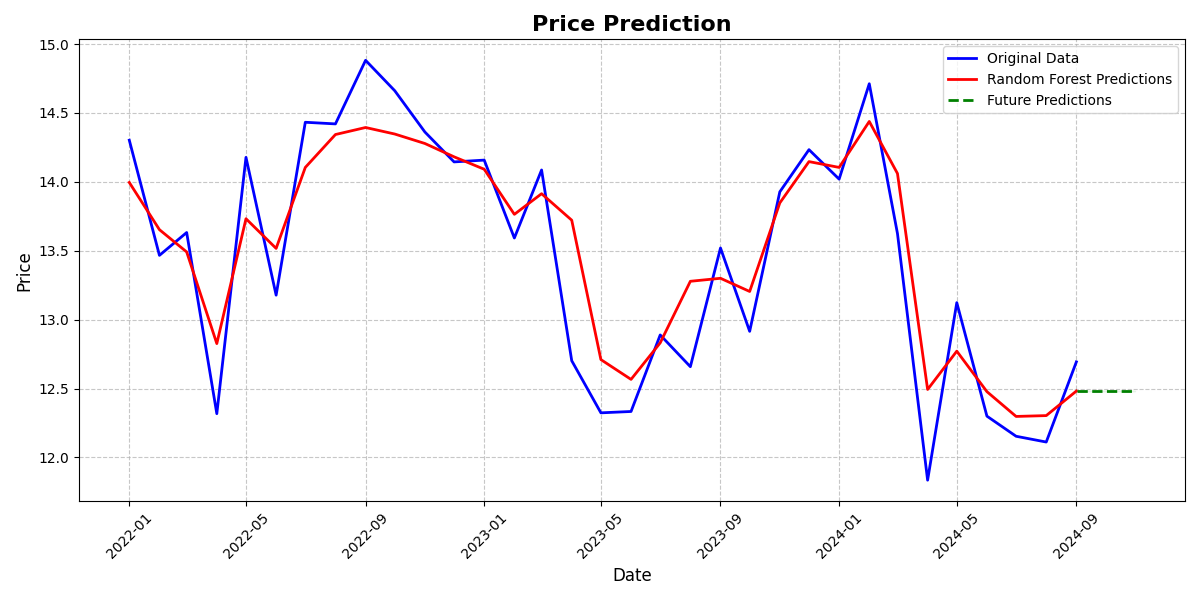 Price Prediction
Original Data
Random Forest Predictions
Future Predictions
Price
15.0
14.5
14.0
13.5
13.0
12.5
12.0
2022-01
2022-05
2022-09
2023-01
2023-05
2023-09
2024-01
2024-05
2024-09
Date